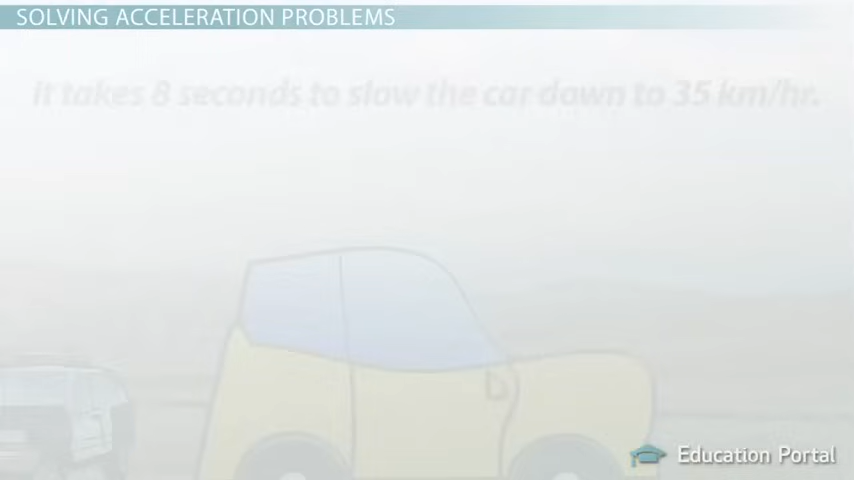 SOLVING ACCELERATION PROBLEMS
it takes 8 seconds to slow the car down to 35 km/hr.
Education Portal